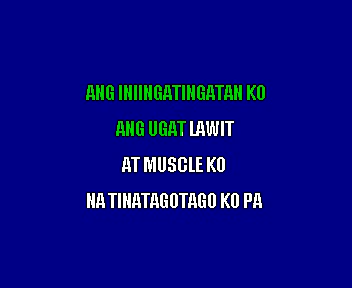 ANG INIINGATINGATAN KO
ANG UGAT LAWIT
AT MUSCLE KO
NA TINATAGOTAGO KO PA